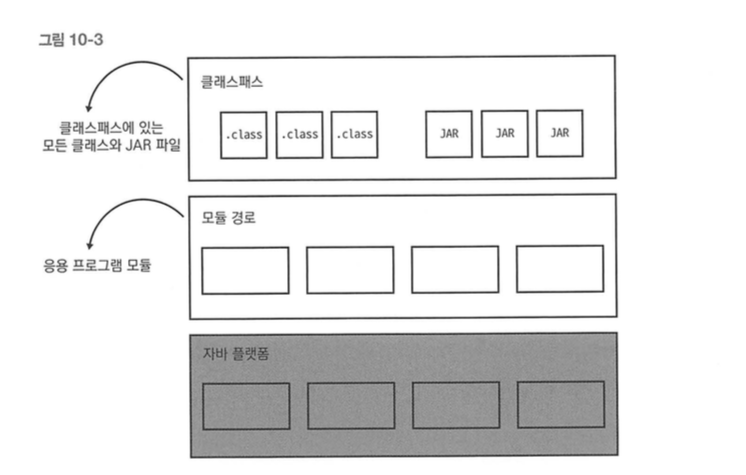 그림 10-3
클래스패스
.class
.class
.class
JAR
JAR
JAR
클래스패스에 있는
모든 클래스와 JAR 파일
모듈 경로
응용 프로그램 모듈
자바 플랫폼